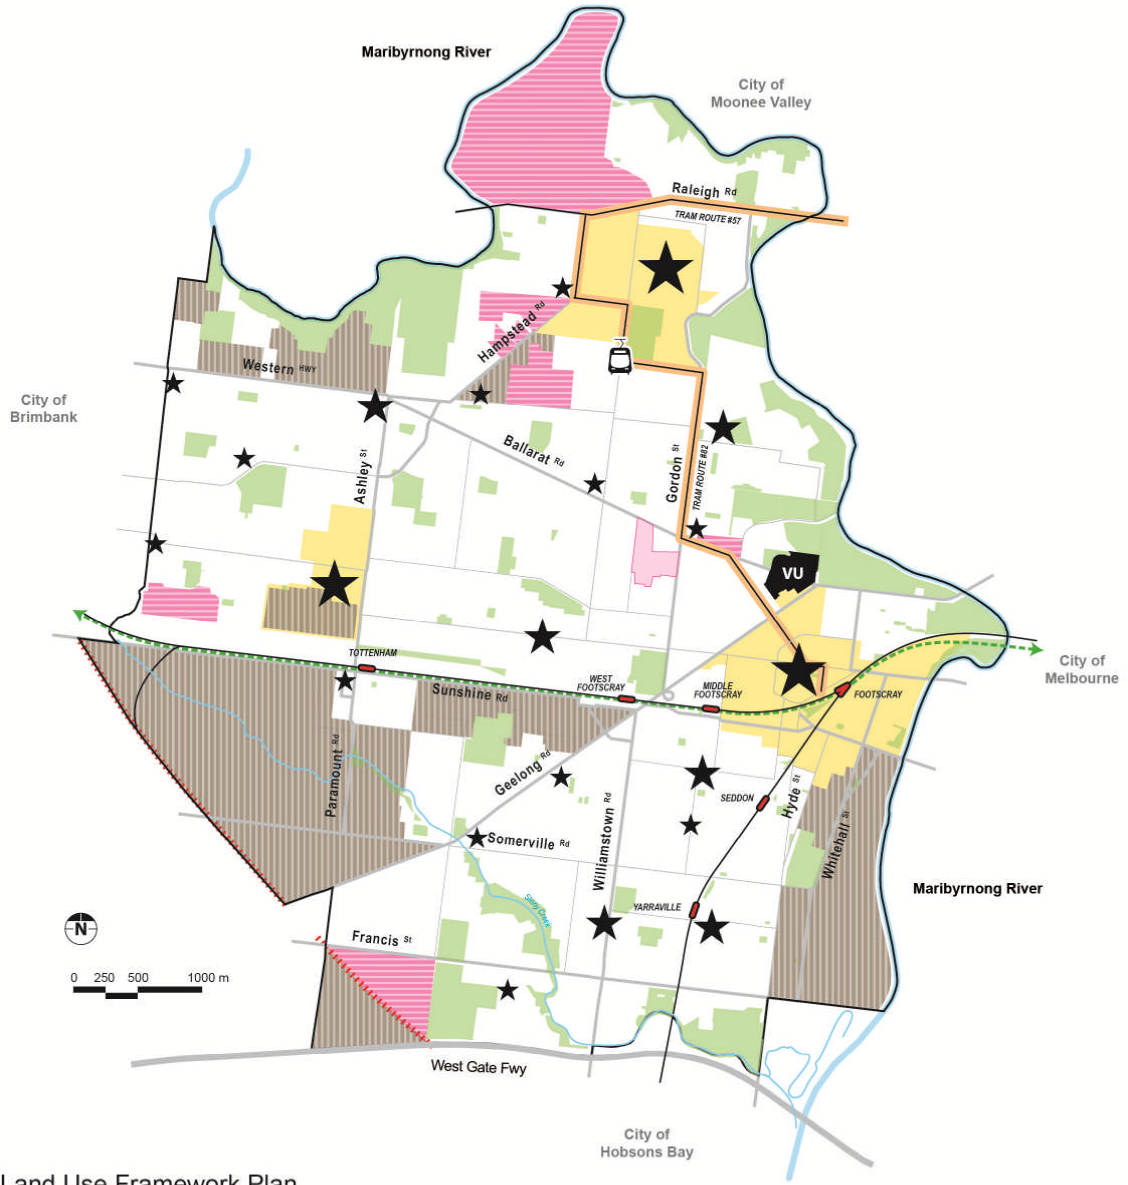 Maribyrnong River
City of
Moonee Valley
Raleigh Rd
TRAM ROUTE #57
Hampstead Rd
Western HWY
City of
Brimbank
Ballarat Rd
Ashley St
Gordon St
TRAM ROUTE #82
VU
TOTTENHAM
WEST
FOOTSCRAY
MIDDLE
FOOTSCRAY
FOOTSCRAY
City of
Melbourne
Sunshine Rd
Paramount Rd
Geelong Rd
SEDDON
Hyde St
Whitehall St
Williamstown Rd
Somerville Rd
Maribyrnong River
YARRAVILLE
Stony Creek
N
Francis St
0 250 500 1000 m
West Gate Fwy
City of
Hobsons Bay
Land Use Framework Plan